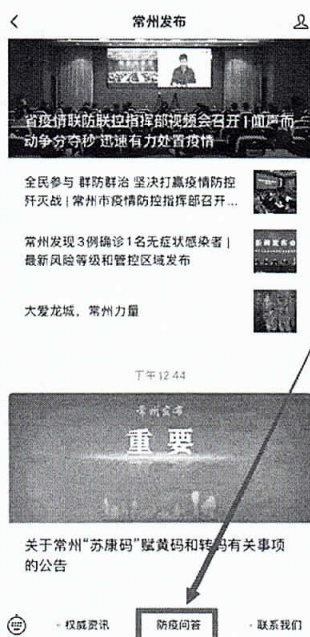 常州发布
省疫情联防联控指挥部视频会召开 | 闻声而
动争分夺秒 迅速有力处置疫情
全民参与 群防群治 坚决打赢疫情防控
歼灭战 | 常州市疫情防控指挥部召开...
常州发现3例确诊1名无症状感染者 |
最新风险等级和管控区域发布
新闻发布会
大爱龙城，常州力量
下午12:44
常州发布
重要
关于常州“苏康码”赋黄码和转码有关事项
的公告
权威资讯
防疫问答
联系我们